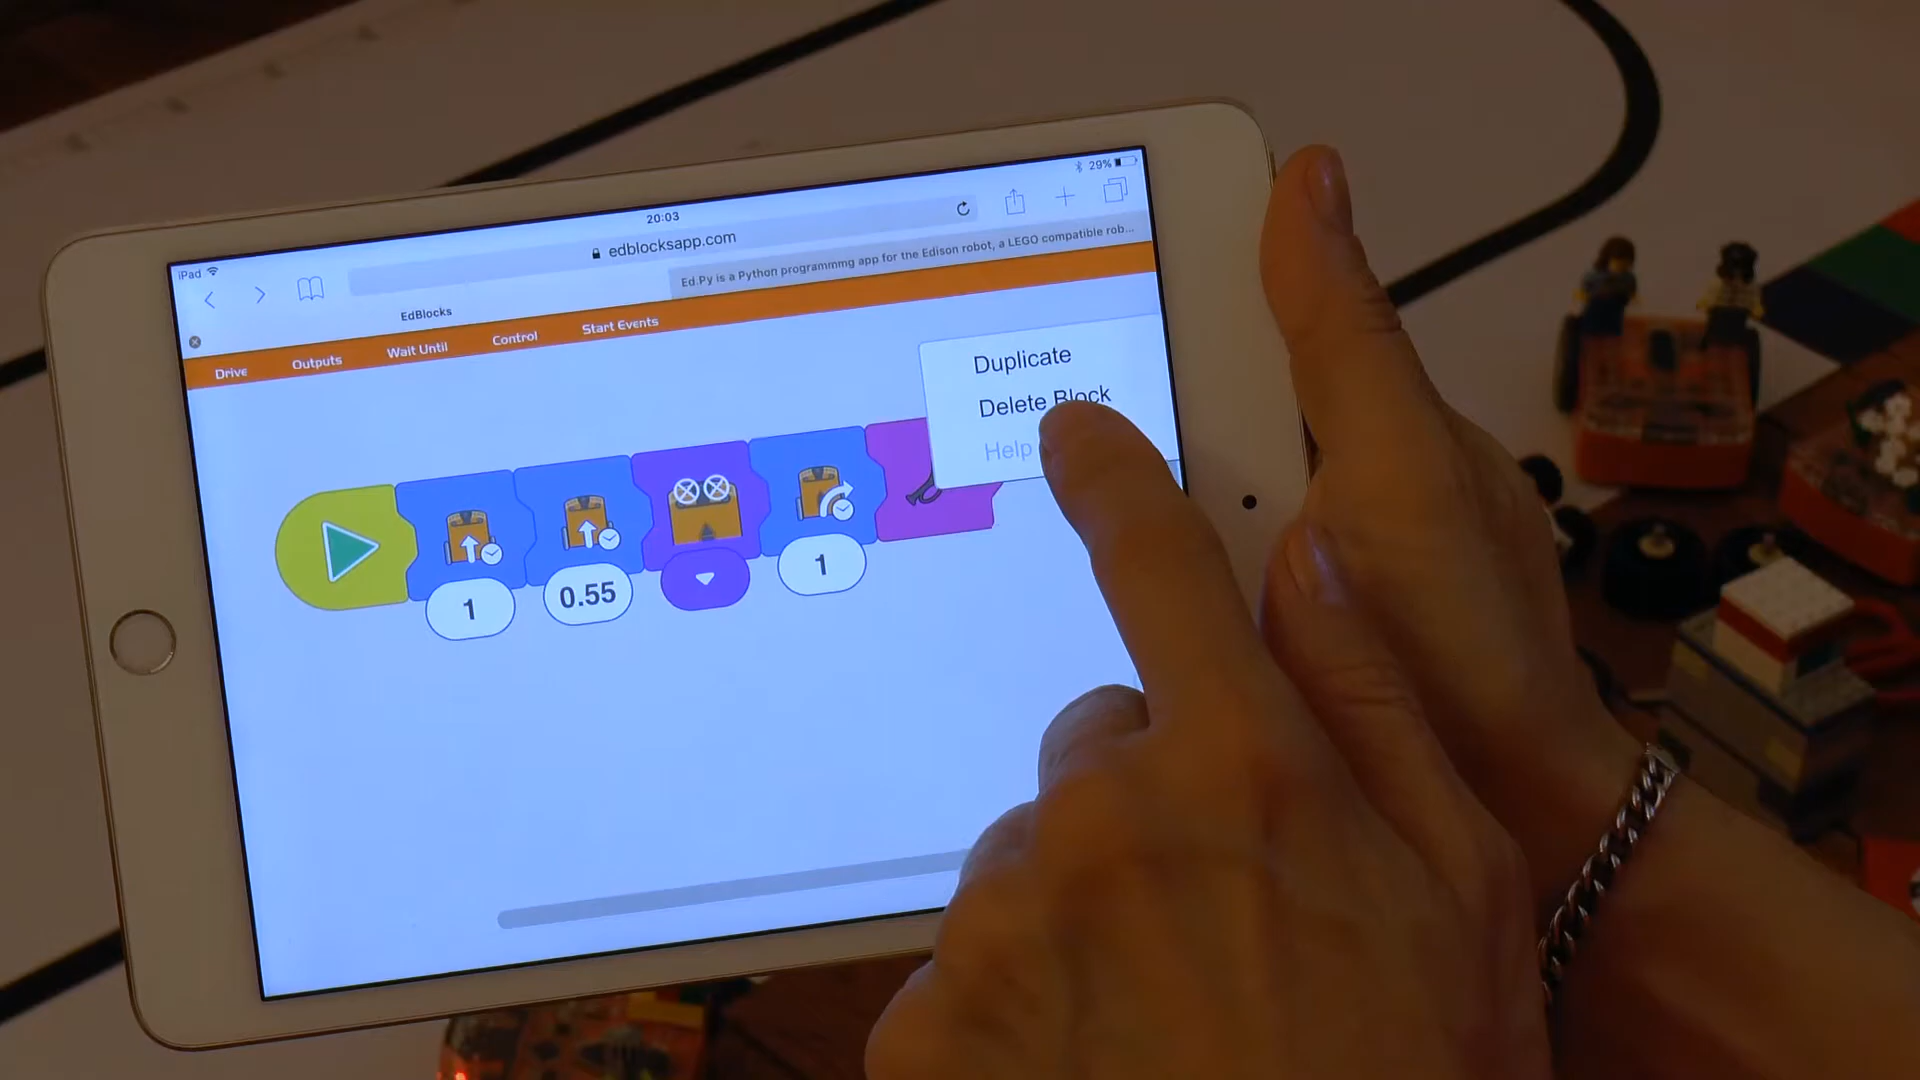 iPad
20:03
29%
edblocksapp.com
EdBlocks
Ed.Py is a Python programmmg app for the Edison robot, a LEGO compatible rob...
Drive
Outputs
Wait Until
Control
Start Events
Duplicate
Delete Block
Help
1
0.55
1